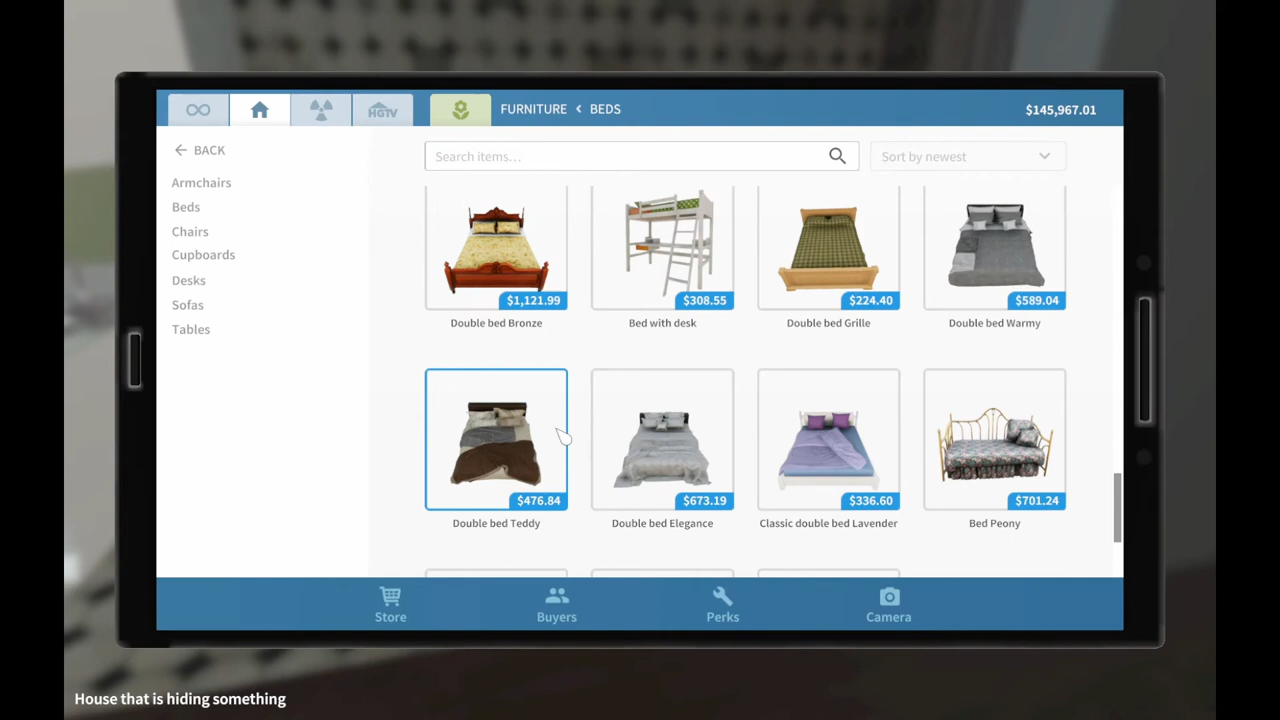 HGTV
FURNITURE < BEDS
$145,967.01
BACK
Search items...
Sort by newest
Armchairs
Beds
Chairs
Cupboards
Desks
Sofas
Tables
$1,121.99
$308.55
$224.40
$589.04
Double bed Bronze
Bed with desk
Double bed Grille
Double bed Warmy
$476.84
$673.19
$336.60
$701.24
Double bed Teddy
Double bed Elegance
Classic double bed Lavender
Bed Peony
Store
Buyers
Perks
Camera
House that is hiding something